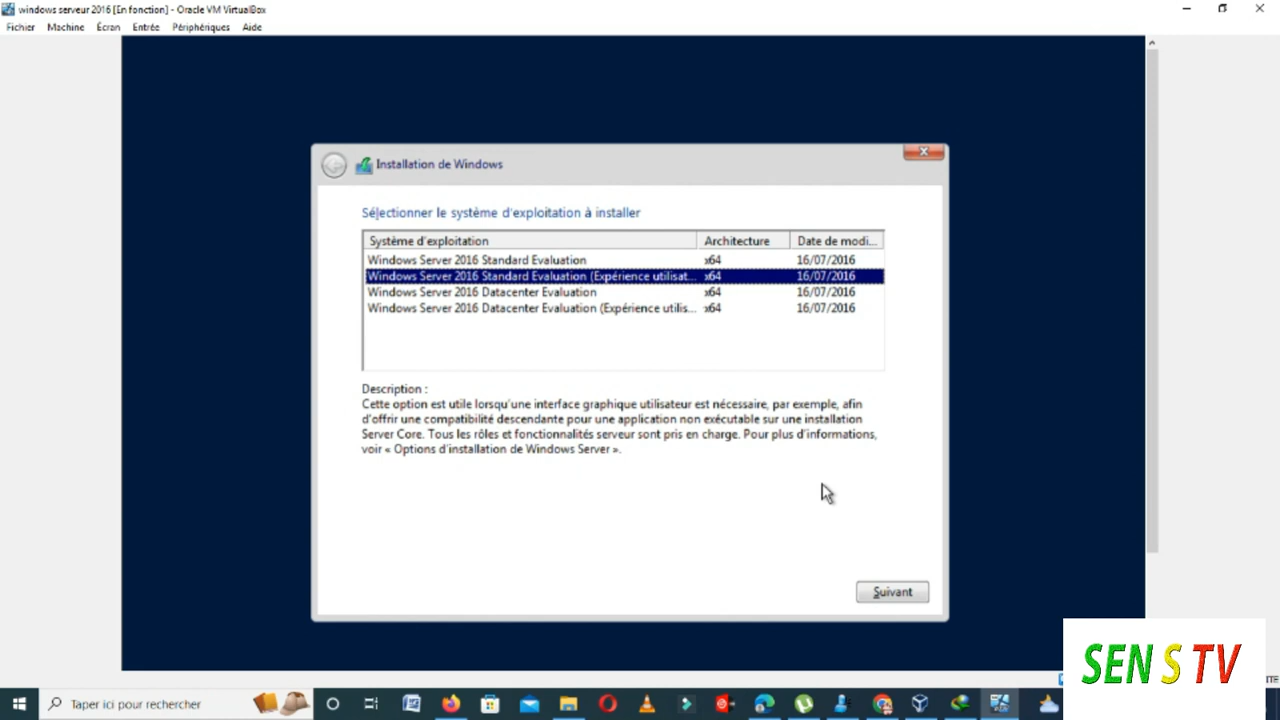 windows serveur 2016 [En fonction] - Oracle VM VirtualBox
Fichier Machine Écran Entrée Périphériques Aide
Installation de Windows
Sélectionner le système d'exploitation à installer
Système d'exploitation Architecture Date de modi...
Windows Server 2016 Standard Evaluation x64 16/07/2016
Windows Server 2016 Standard Evaluation (Expérience utilisat... x64 16/07/2016
Windows Server 2016 Datacenter Evaluation x64 16/07/2016
Windows Server 2016 Datacenter Evaluation (Expérience utilis... x64 16/07/2016
Description :
Cette option est utile lorsqu'une interface graphique utilisateur est nécessaire, par exemple, afin
d'offrir une compatibilité descendante pour une application non exécutable sur une installation
Server Core. Tous les rôles et fonctionnalités serveur sont pris en charge. Pour plus d'informations,
voir « Options d'installation de Windows Server ».
Suivant
SEN S TV
Taper ici pour rechercher